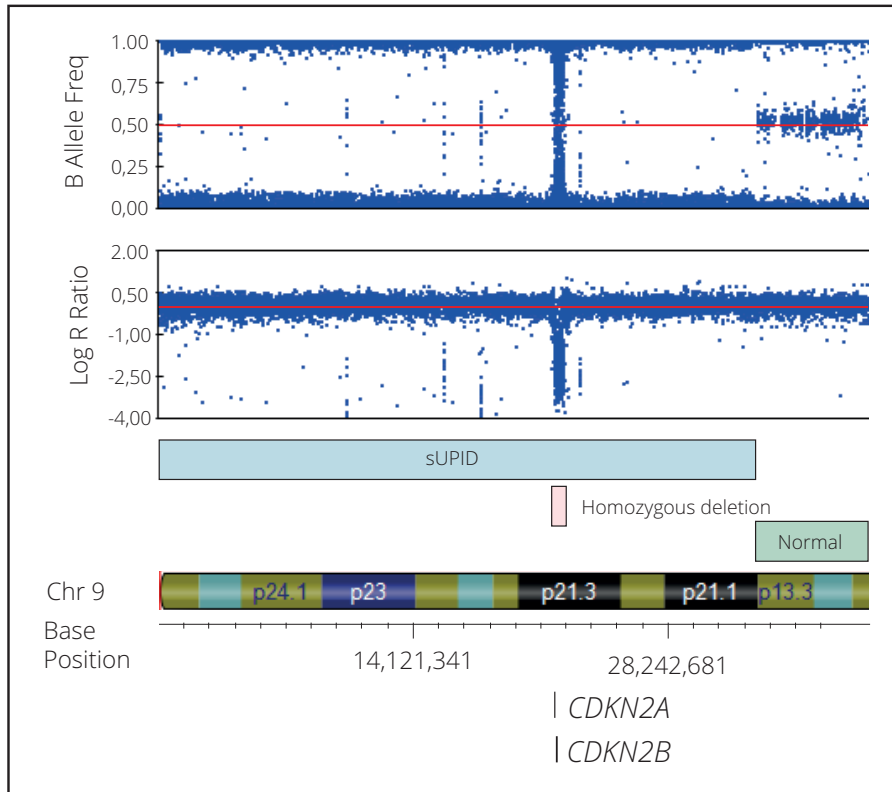 1.00
0,75
0,50
0,25
0,00
B Allele Freq
2.00
0,50
-1,00
-2,50
-4,00
Log R Ratio
sUPID
Homozygous deletion
Normal
Chr 9
p24.1 p23 p21.3 p21.1 p13.3
Base
Position
14,121,341 28,242,681
CDKN2A
CDKN2B